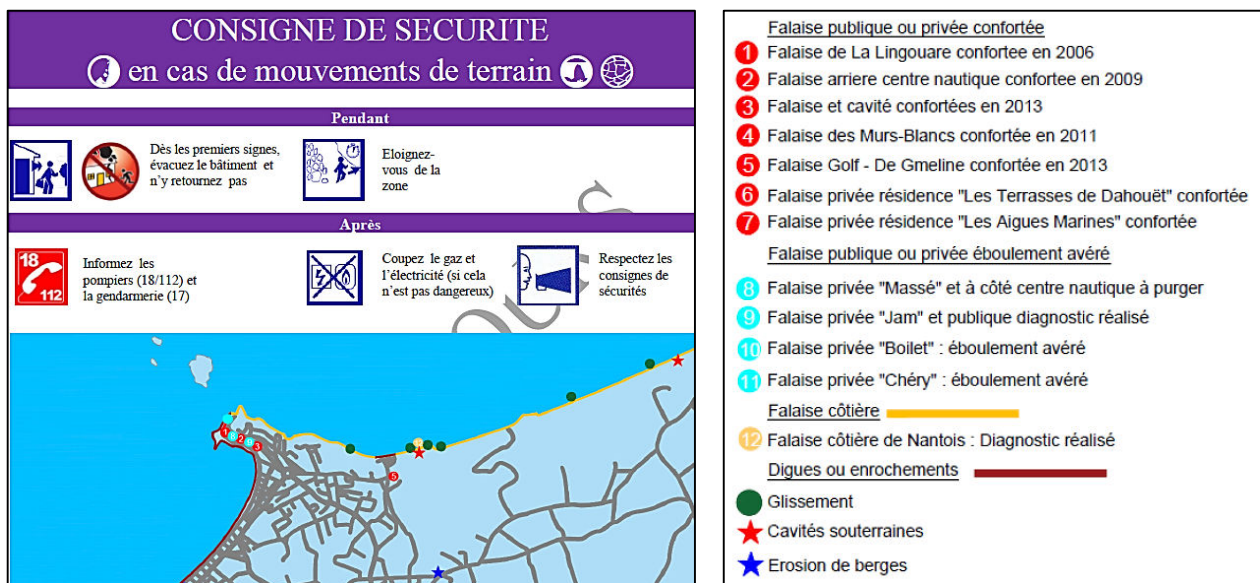 CONSIGNE DE SECURITE
en cas de mouvements de terrain
Pendant
Dès les premiers signes,
évacuez le bâtiment et
n'y retournez pas
Eloignez-
vous de la
zone
Après
18
112
Informez les
pompiers (18/112) et
la gendarmerie (17)
Coupez le gaz et
l'électricité (si cela
n'est pas dangereux)
Respectez les
consignes de
sécurités
1
8
2
9
3
5
12
Falaise publique ou privée confortée
1 Falaise de La Lingouare confortee en 2006
2 Falaise arriere centre nautique confortee en 2009
3 Falaise et cavité confortées en 2013
4 Falaise des Murs-Blancs confortée en 2011
5 Falaise Golf - De Gmeline confortée en 2013
6 Falaise privée résidence "Les Terrasses de Dahouët" confortée
7 Falaise privée résidence "Les Aigues Marines" confortée
Falaise publique ou privée éboulement avéré
8 Falaise privée "Massé" et à côté centre nautique à purger
9 Falaise privée "Jam" et publique diagnostic réalisé
10 Falaise privée "Boilet" : éboulement avéré
11 Falaise privée "Chéry" : éboulement avéré
Falaise côtière
12 Falaise côtière de Nantois : Diagnostic réalisé
Digues ou enrochements
Glissement
Cavités souterraines
Erosion de berges